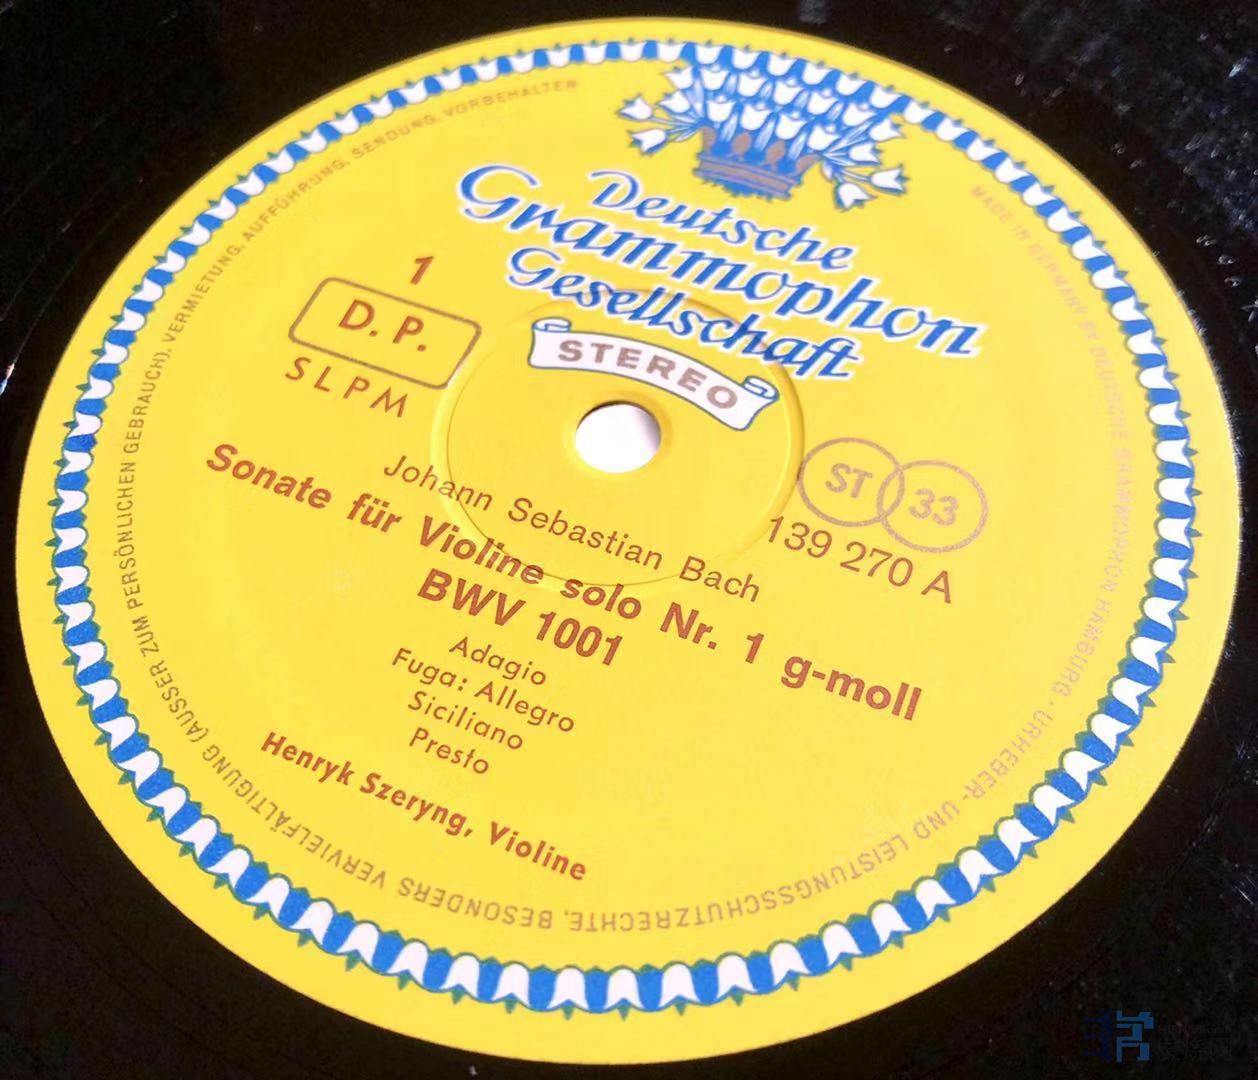 Deutsche
Grammophon
Gesellschaft
STEREO
1
D. P.
SLPM
ST 33
139 270 A
Johann Sebastian Bach
Sonate für Violine solo Nr. 1 g-moll
BWV 1001
Adagio
Fuga: Allegro
Siciliano
Presto
Henryk Szeryng, Violine
MADE IN GERMANY BY DEUTSCHE GRAMMOPHON HAMBURG · URHEBER- UND LEISTUNGSSCHUTZRECHTE, BESONDERS VERVIELFÄLTIGUNG (AUSSER ZUM PERSÖNLICHEN GEBRAUCH), VERMIETUNG, AUFFÜHRUNG, SENDUNG, VORBEHALTEN